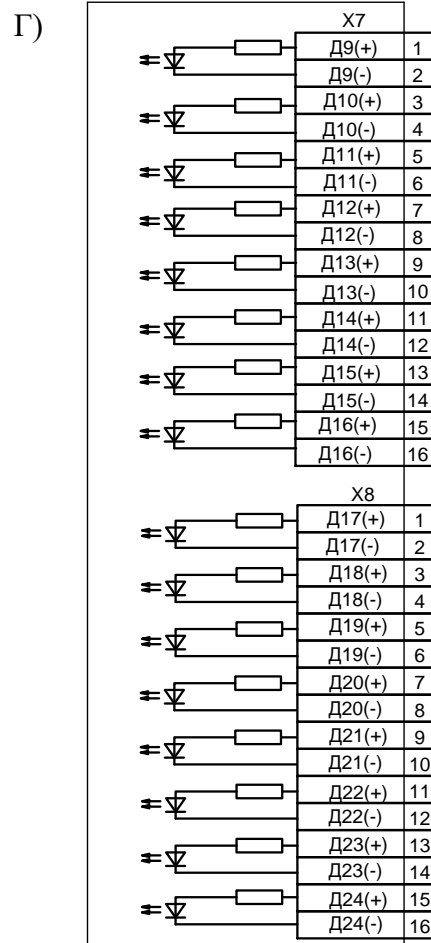 Г)
X7
Д9(+) 1
Д9(-) 2
Д10(+) 3
Д10(-) 4
Д11(+) 5
Д11(-) 6
Д12(+) 7
Д12(-) 8
Д13(+) 9
Д13(-) 10
Д14(+) 11
Д14(-) 12
Д15(+) 13
Д15(-) 14
Д16(+) 15
Д16(-) 16
X8
Д17(+) 1
Д17(-) 2
Д18(+) 3
Д18(-) 4
Д19(+) 5
Д19(-) 6
Д20(+) 7
Д20(-) 8
Д21(+) 9
Д21(-) 10
Д22(+) 11
Д22(-) 12
Д23(+) 13
Д23(-) 14
Д24(+) 15
Д24(-) 16